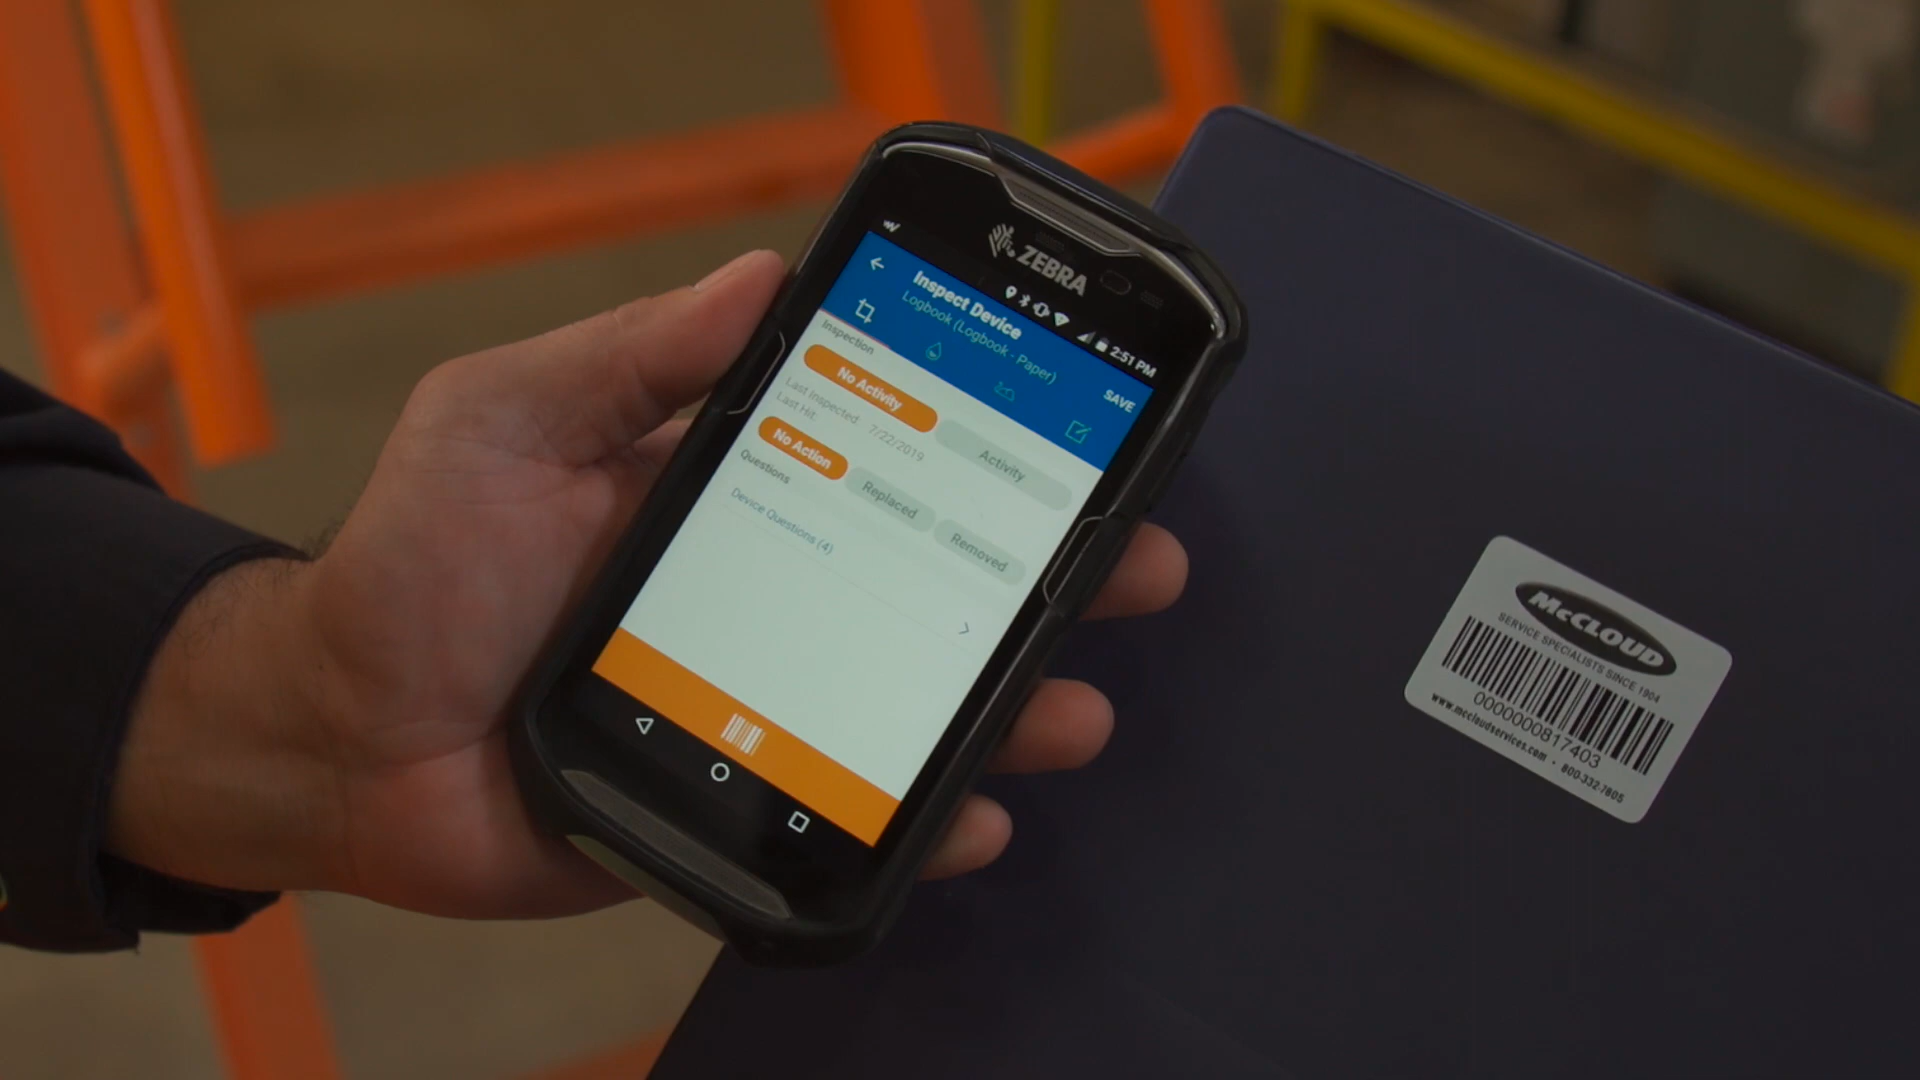 ZEBRA
2:51 PM
Inspect Device
Logbook (Logbook - Paper)
SAVE
Inspection
No Activity
Activity
Last Inspected 7/22/2019
Last Hit:
No Action
Replaced
Removed
Questions
Device Questions (4)
McCLOUD
SERVICE SPECIALISTS SINCE 1904
0000000817403
www.mccloudservices.com • 800-332-7805